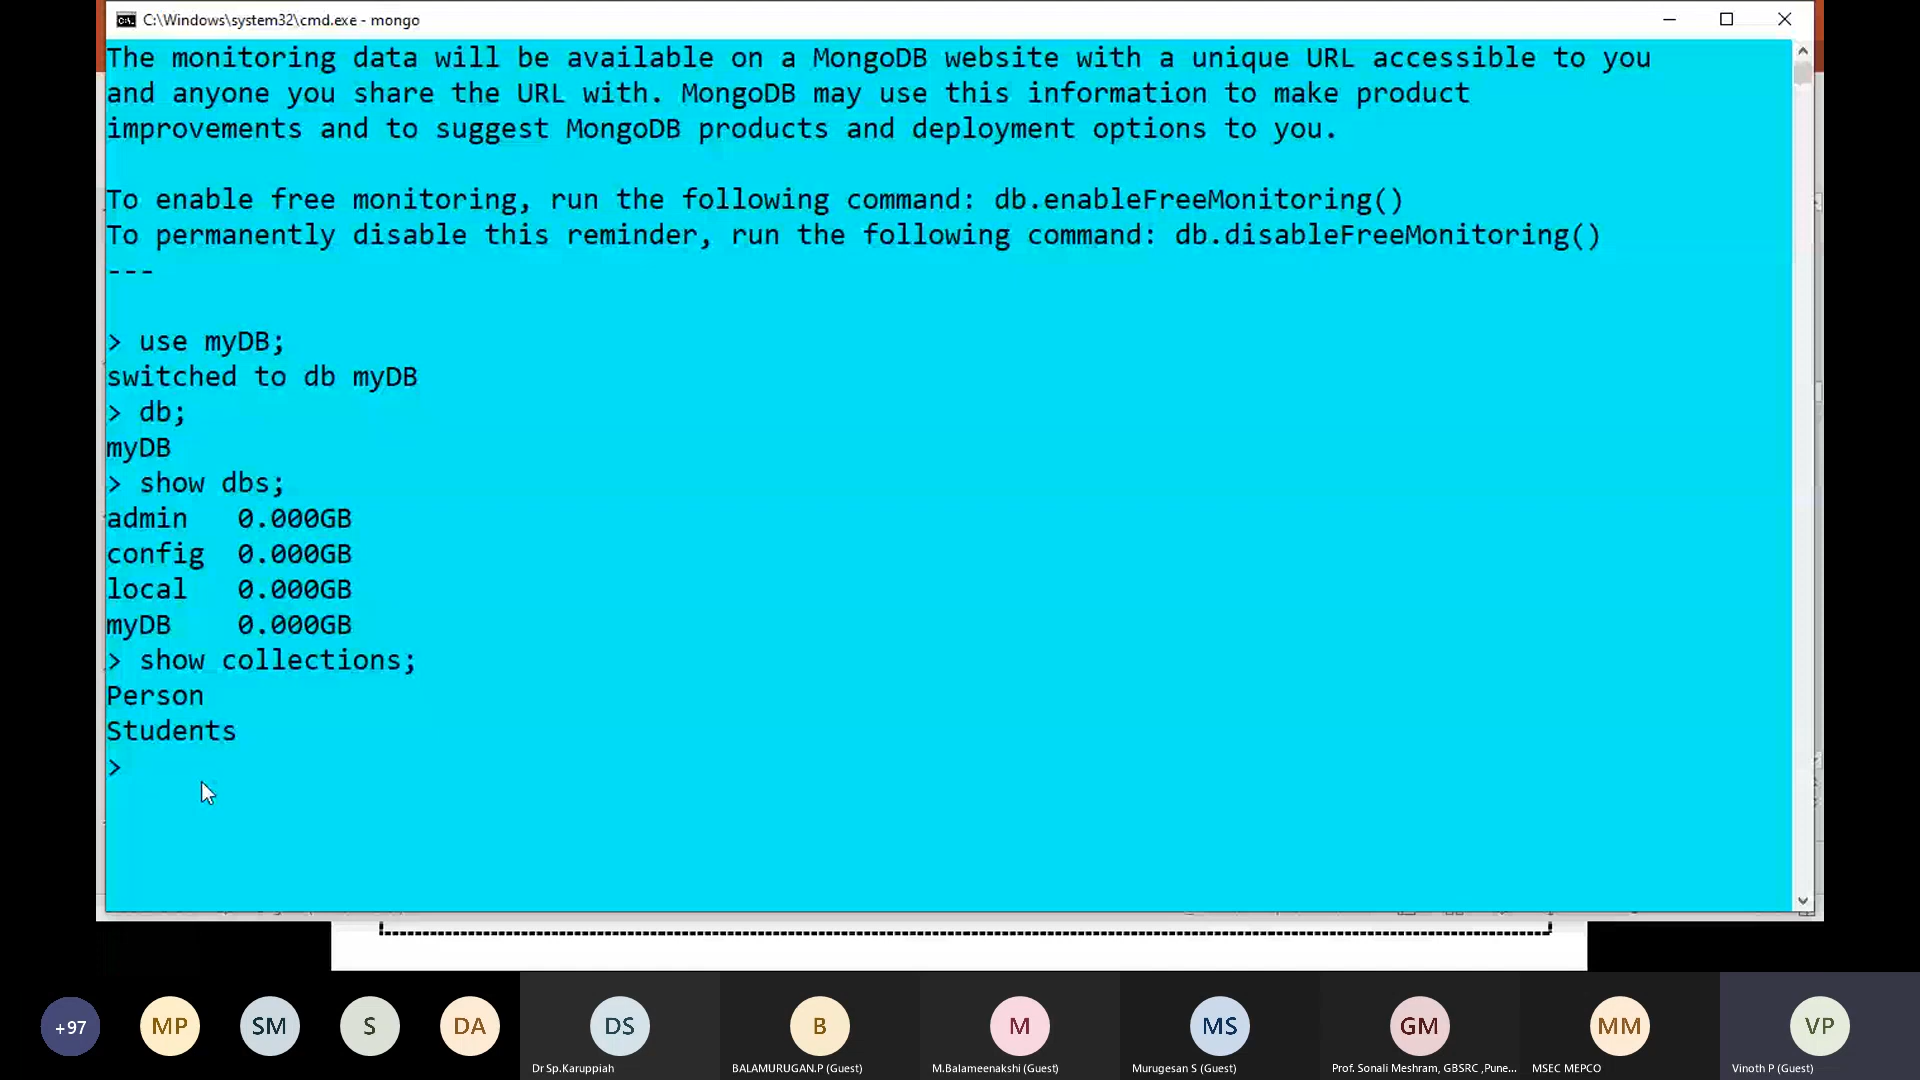 C:\Windows\system32\cmd.exe - mongo
The monitoring data will be available on a MongoDB website with a unique URL accessible to you
and anyone you share the URL with. MongoDB may use this information to make product
improvements and to suggest MongoDB products and deployment options to you.
To enable free monitoring, run the following command: db.enableFreeMonitoring()
To permanently disable this reminder, run the following command: db.disableFreeMonitoring()
---
> use myDB;
switched to db myDB
> db;
myDB
> show dbs;
admin   0.000GB
config  0.000GB
local   0.000GB
myDB    0.000GB
> show collections;
Person
Students
>
+97 MP SM S DA DS B M MS GM MM VP
Dr Sp.Karuppiah BALAMURUGAN.P (Guest) M.Balameenakshi (Guest) Murugesan S (Guest) Prof. Sonali Meshram, GBSRC ,Pune... MSEC MEPCO Vinoth P (Guest)